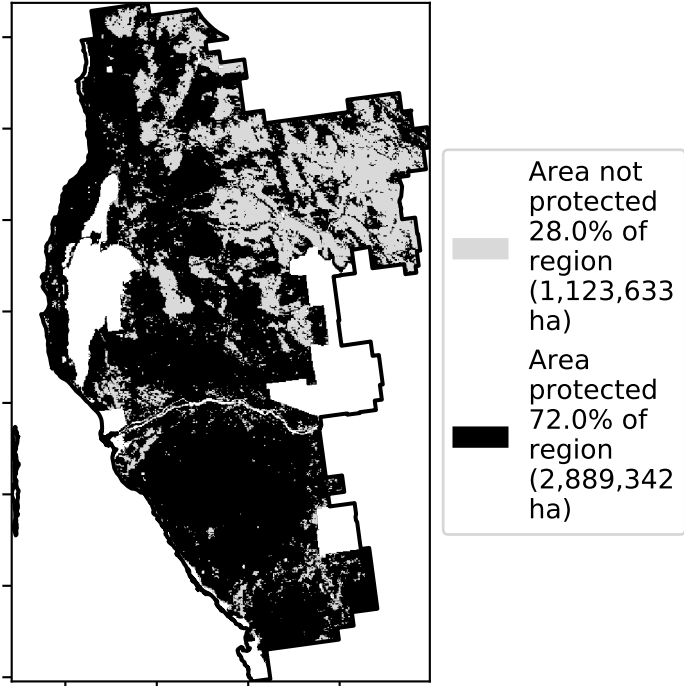 Area not
protected
28.0% of
region
(1,123,633
ha)
Area
protected
72.0% of
region
(2,889,342
ha)